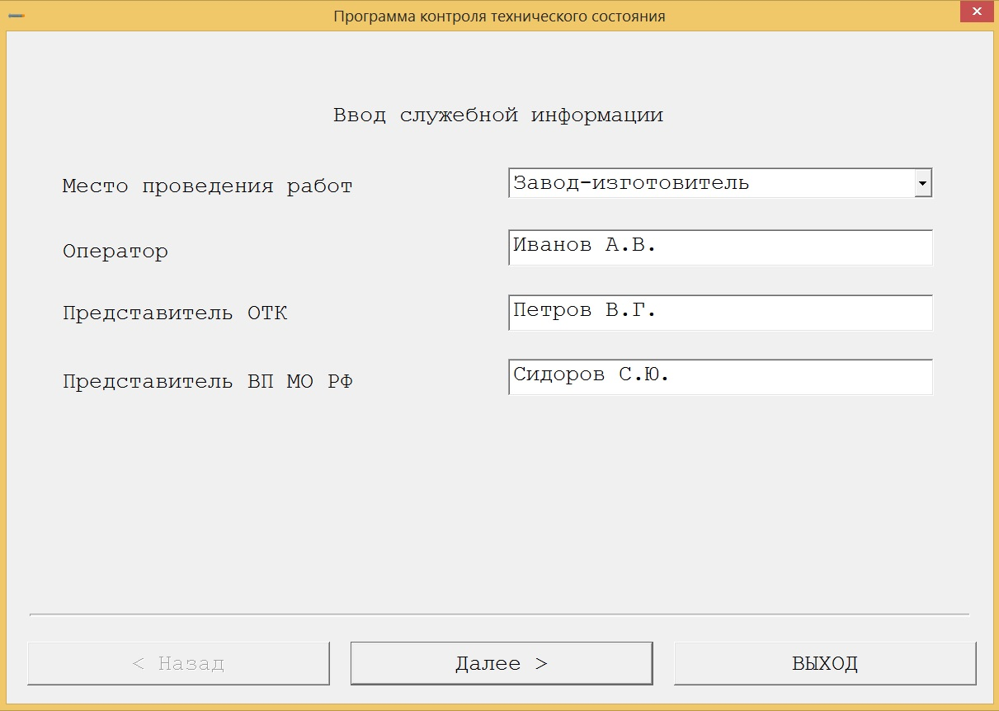 Программа контроля технического состояния
Ввод служебной информации
Место проведения работ Завод-изготовитель
Оператор Иванов А.В.
Представитель ОТК Петров В.Г.
Представитель ВП МО РФ Сидоров С.Ю.
< Назад Далее > ВЫХОД